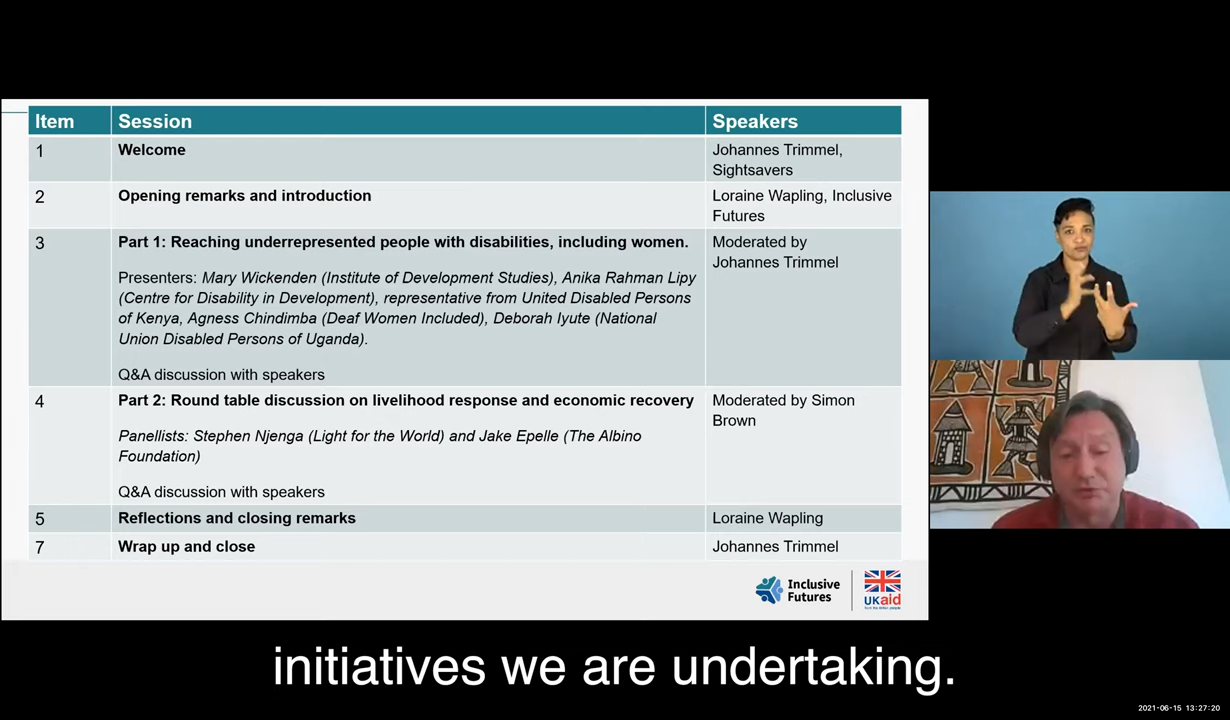 Item Session Speakers
1 Welcome Johannes Trimmel,
Sightsavers
2 Opening remarks and introduction Loraine Wapling, Inclusive
Futures
3 Part 1: Reaching underrepresented people with disabilities, including women. Moderated by
Johannes Trimmel
Presenters: Mary Wickenden (Institute of Development Studies), Anika Rahman Lipy
(Centre for Disability in Development), representative from United Disabled Persons
of Kenya, Agness Chindimba (Deaf Women Included), Deborah Iyute (National
Union Disabled Persons of Uganda).
Q&A discussion with speakers
4 Part 2: Round table discussion on livelihood response and economic recovery Moderated by Simon
Brown
Panellists: Stephen Njenga (Light for the World) and Jake Epelle (The Albino
Foundation)
Q&A discussion with speakers
5 Reflections and closing remarks Loraine Wapling
7 Wrap up and close Johannes Trimmel
Inclusive
Futures
UKaid
from the British people
initiatives we are undertaking.
2021-06-15 13:27:20